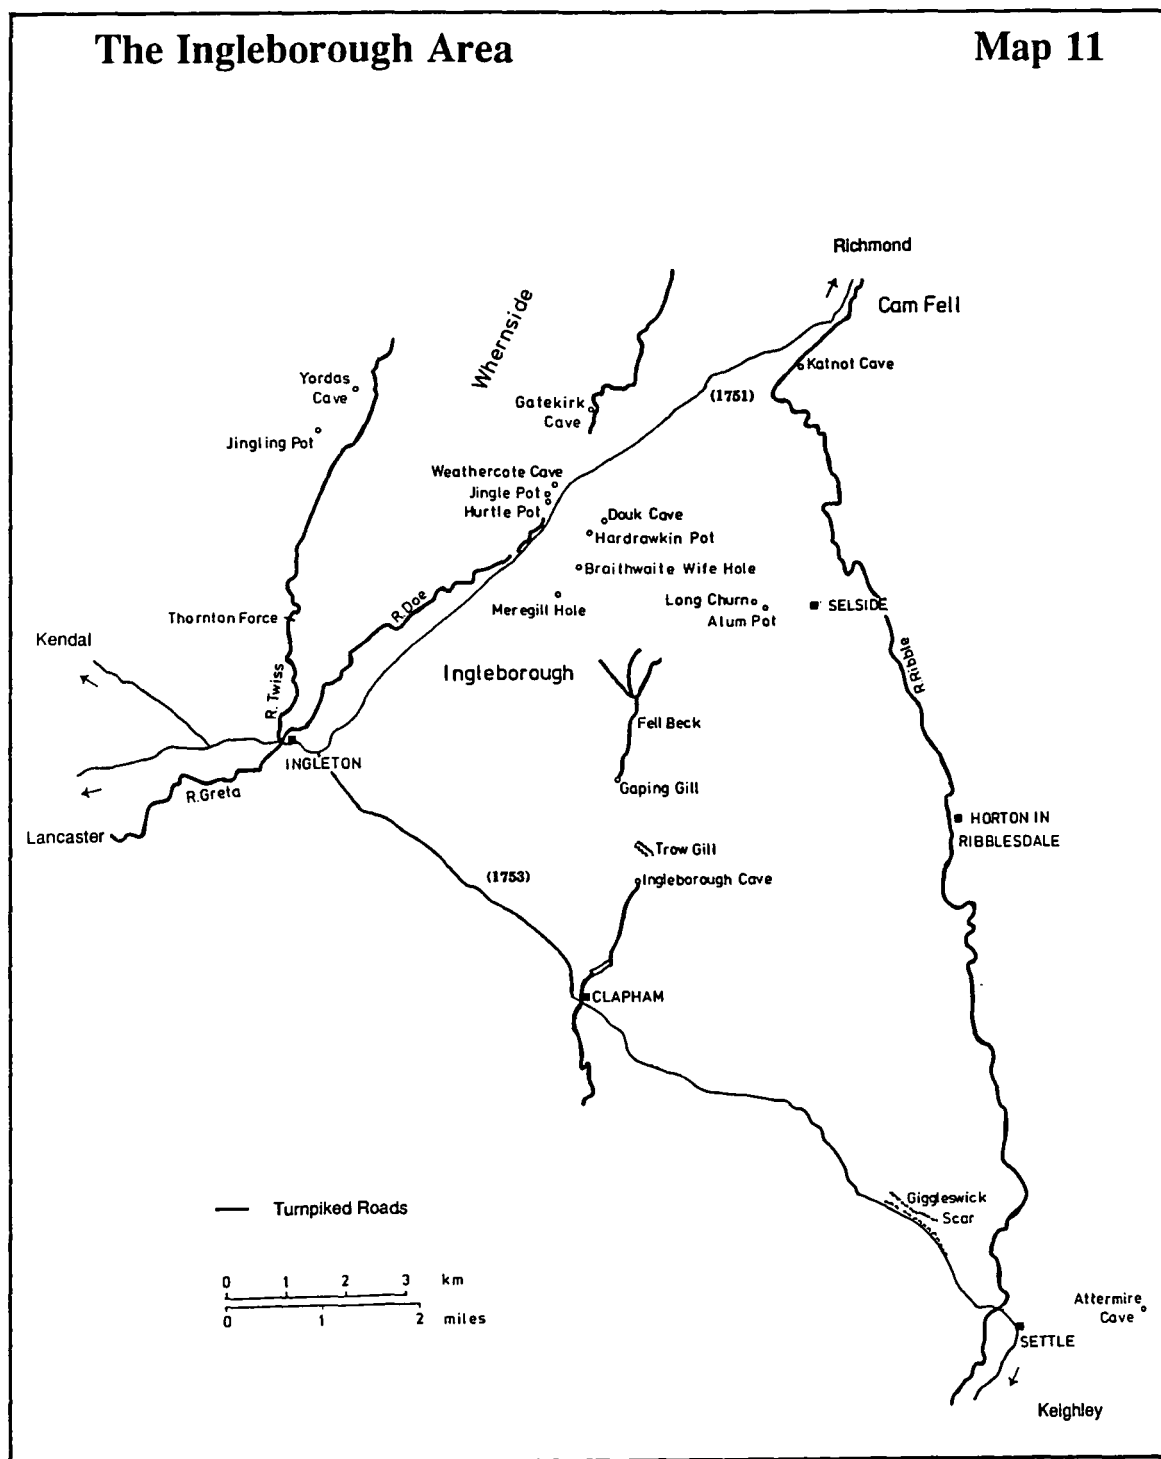 The Ingleborough Area
Map 11
Richmond
Cam Fell
Whernside
Katnot Cave
Yordas
Cave
(1751)
Gatekirk
Cave
Jingling Pot
Weathercote Cave
Jingle Pot
Hurtle Pot
Douk Cave
Hardrawkin Pot
Braithwaite Wife Hole
Meregill Hole
Long Churn
Alum Pot
SELSIDE
R. Doe
Thornton Force
Kendal
R. Twiss
Ingleborough
R. Ribble
Fell Beck
INGLETON
Gaping Gill
R. Greta
Lancaster
HORTON IN
RIBBLESDALE
Trow Gill
(1753)
Ingleborough Cave
CLAPHAM
Giggleswick
Scar
Turnpiked Roads
0 1 2 3 km
0 1 2 miles
Attermire
Cave
SETTLE
Keighley